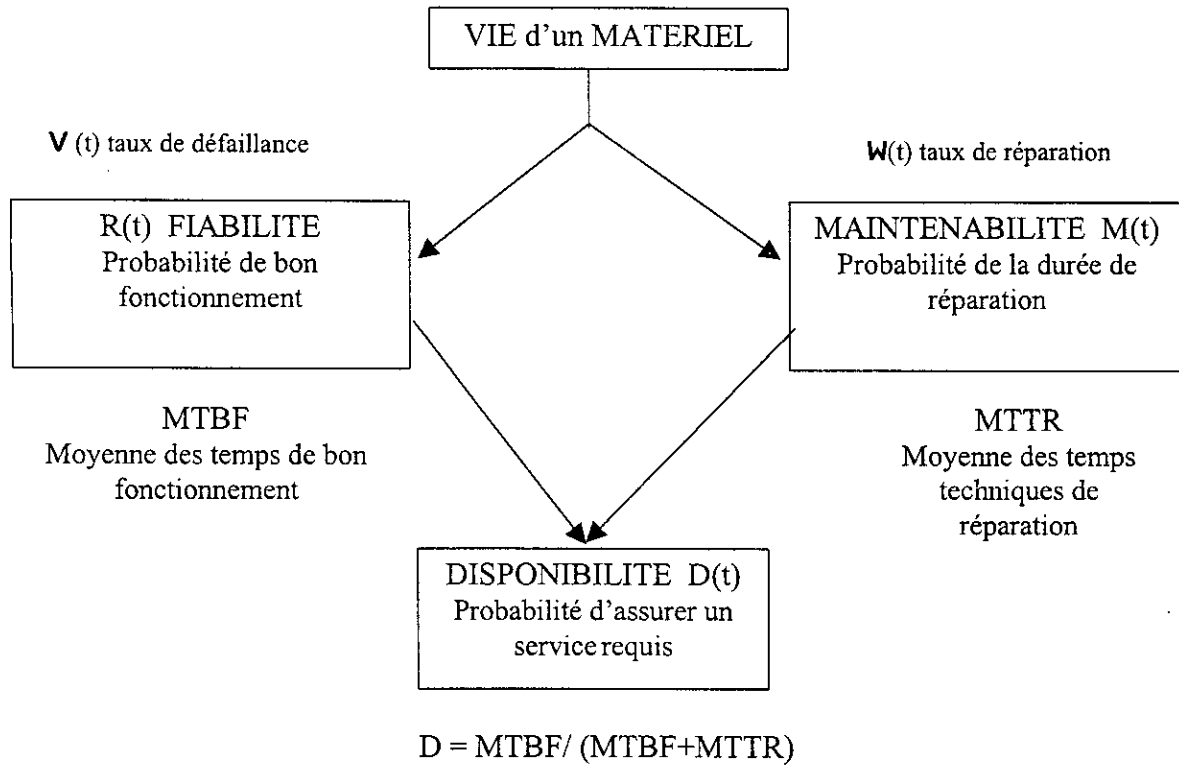 VIE d'un MATERIEL
V (t) taux de défaillance
W(t) taux de réparation
R(t) FIABILITE
Probabilité de bon
fonctionnement
MAINTENABILITE M(t)
Probabilité de la durée de
réparation
MTBF
Moyenne des temps de bon
fonctionnement
MTTR
Moyenne des temps
techniques de
réparation
DISPONIBILITE D(t)
Probabilité d'assurer un
service requis
D = MTBF/ (MTBF+MTTR)